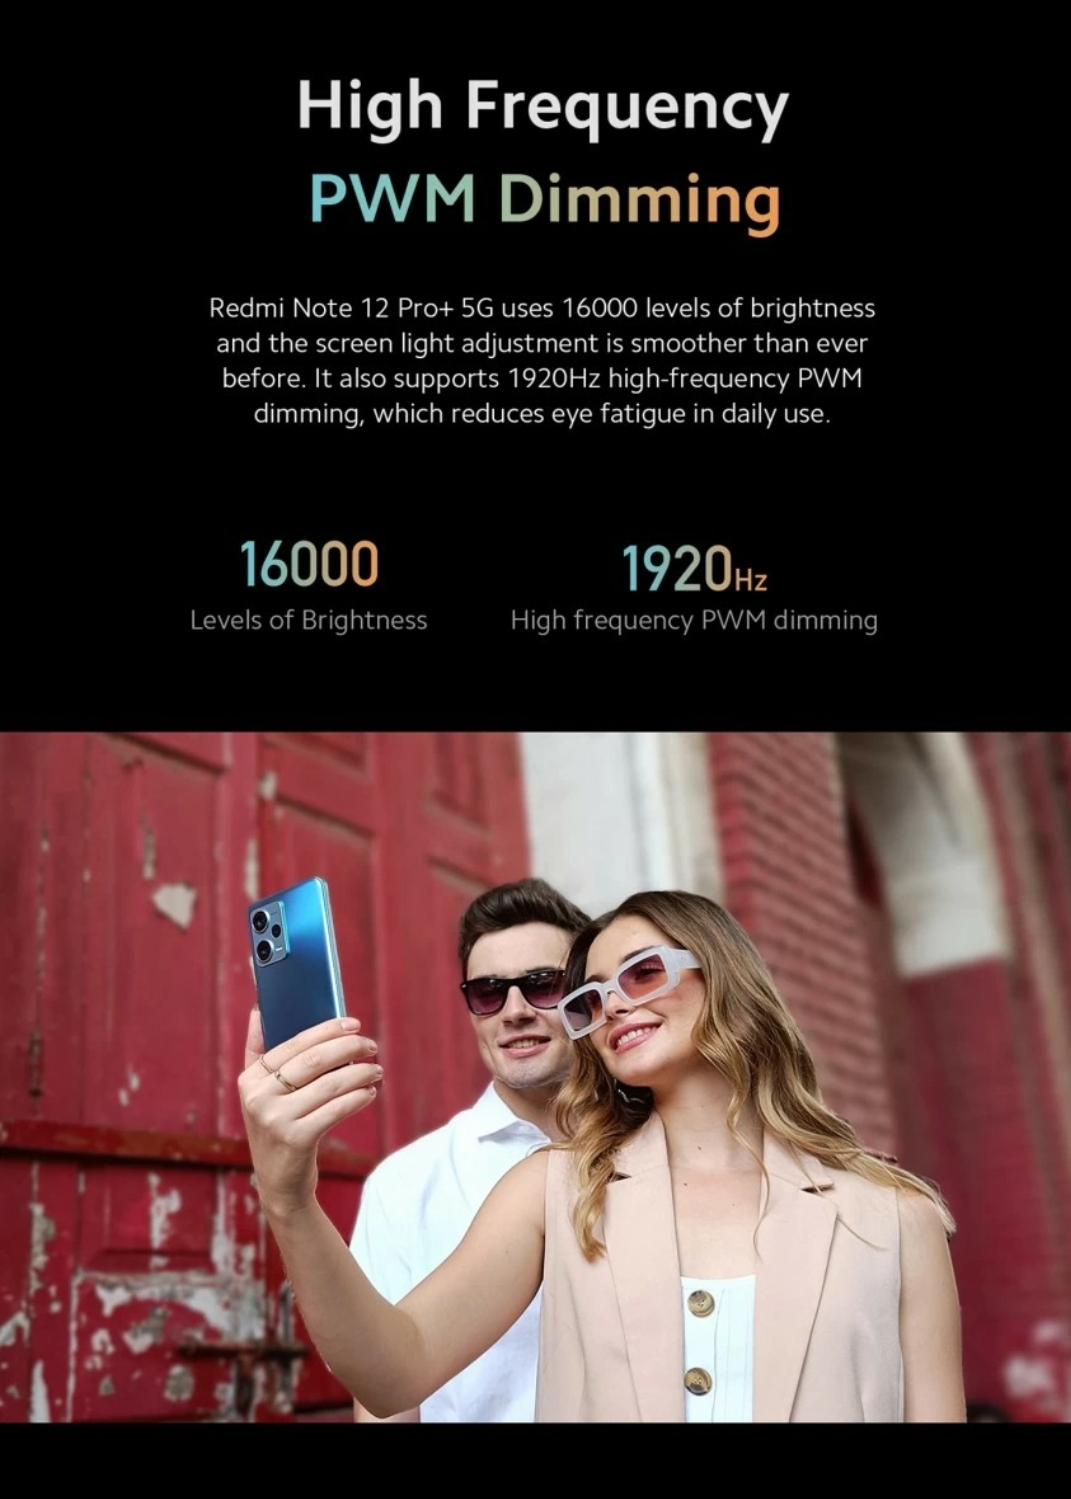 High Frequency
PWM Dimming
Redmi Note 12 Pro+ 5G uses 16000 levels of brightness
and the screen light adjustment is smoother than ever
before. It also supports 1920Hz high-frequency PWM
dimming, which reduces eye fatigue in daily use.
16000
Levels of Brightness
1920Hz
High frequency PWM dimming